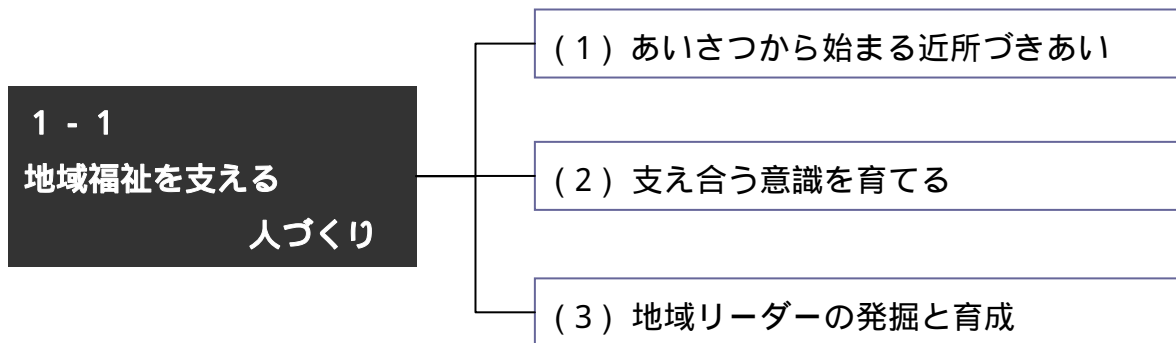 １－１
地域福祉を支える
人づくり
(１) あいさつから始まる近所づきあい
(２) 支え合う意識を育てる
(３) 地域リーダーの発掘と育成